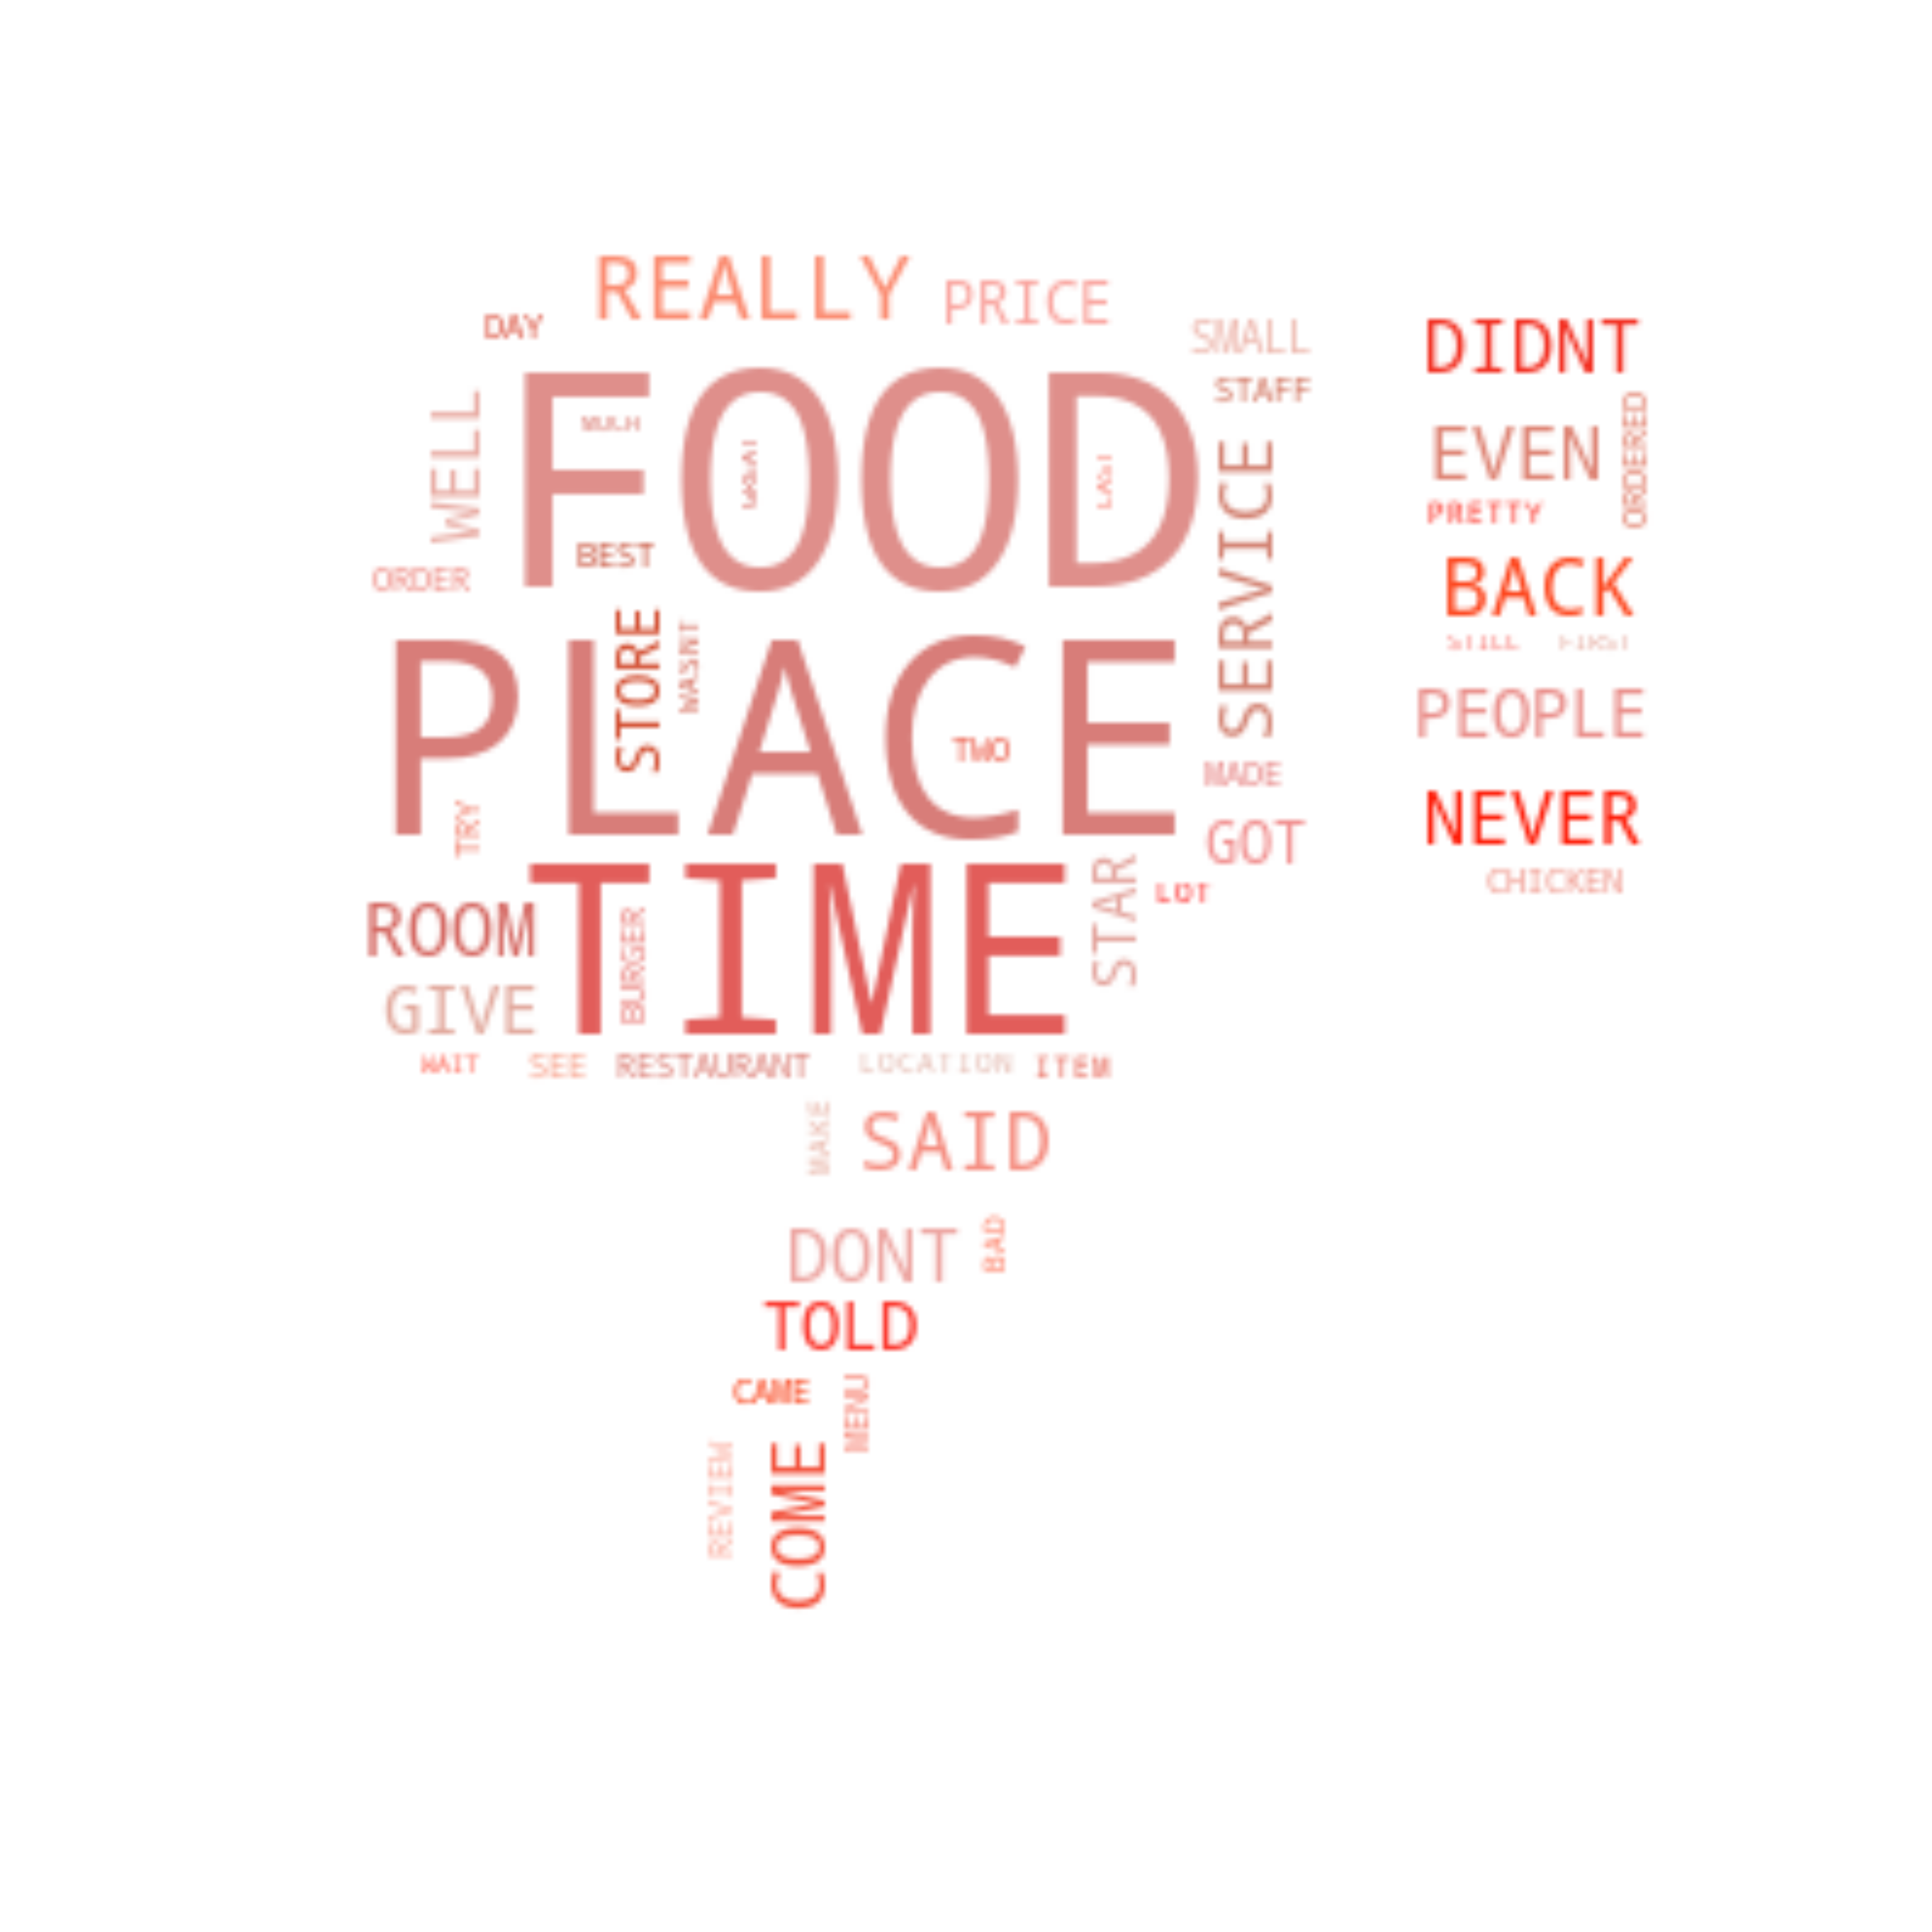 REALLY
PRICE
DAY
SMALL
DIDNT
FOOD
STAFF
WELL
MUCH
LAST
SERVICE
EVEN
ORDERED
PRETTY
BEST
ORDER
BACK
STILL
FIRST
PLACE
STORE
WASNT
TWO
PEOPLE
MADE
NEVER
TRY
GOT
CHICKEN
TIME
STAR
LOT
ROOM
BURGER
GIVE
WAIT
SEE
RESTAURANT
LOCATION
ITEM
MAKE
SAID
DONT
BAD
TOLD
CAME
MENU
REVIEW
COME